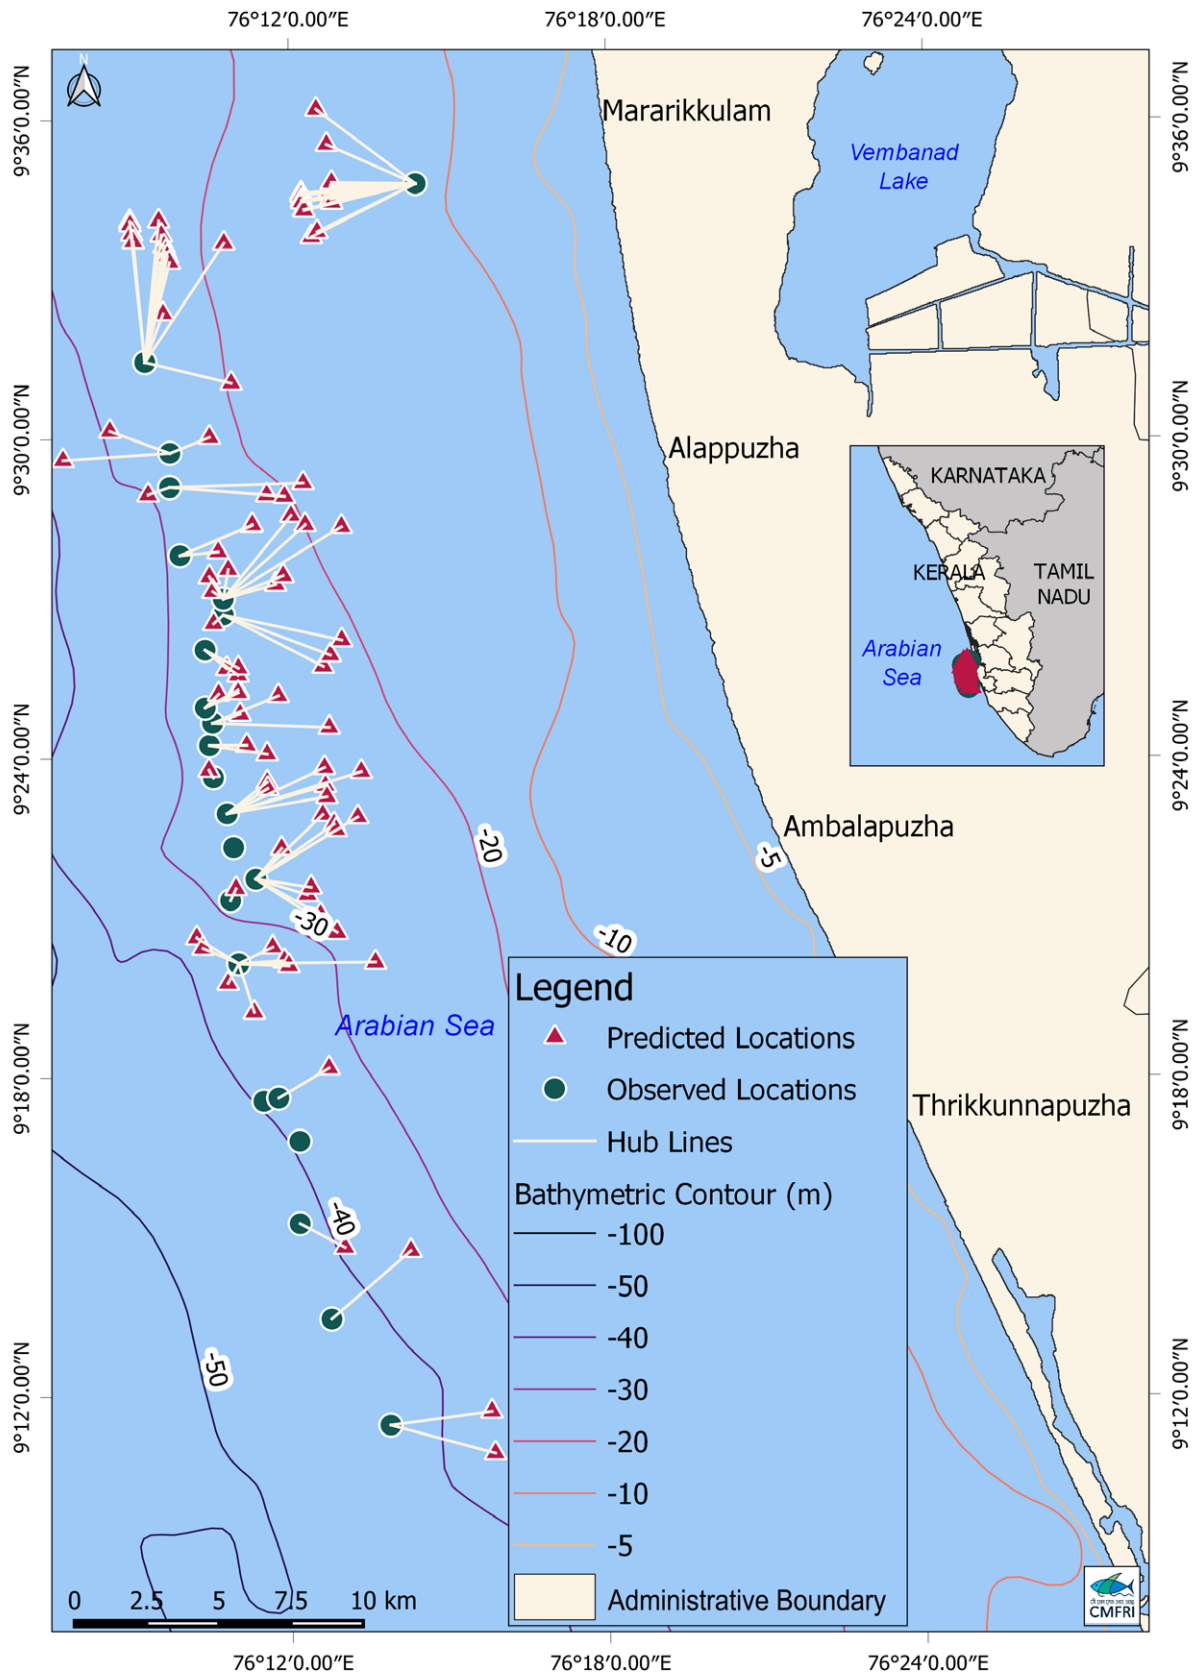 76°12'0.00"E 76°18'0.00"E 76°24'0.00"E
N
9°36'0.00"N
9°36'0.00"N
Mararikkulam
Vembanad
Lake
9°30'0.00"N
9°30'0.00"N
Alappuzha
KARNATAKA
KERALA
TAMIL
NADU
Arabian
Sea
9°24'0.00"N
9°24'0.00"N
Ambalapuzha
-20
-5
-30
-10
Arabian Sea
9°18'0.00"N
9°18'0.00"N
Thrikkunnapuzha
-40
-50
9°12'0.00"N
9°12'0.00"N
Legend
Predicted Locations
Observed Locations
Hub Lines
Bathymetric Contour (m)
-100
-50
-40
-30
-20
-10
-5
Administrative Boundary
0 2.5 5 7.5 10 km
CMFRI
76°12'0.00"E 76°18'0.00"E 76°24'0.00"E